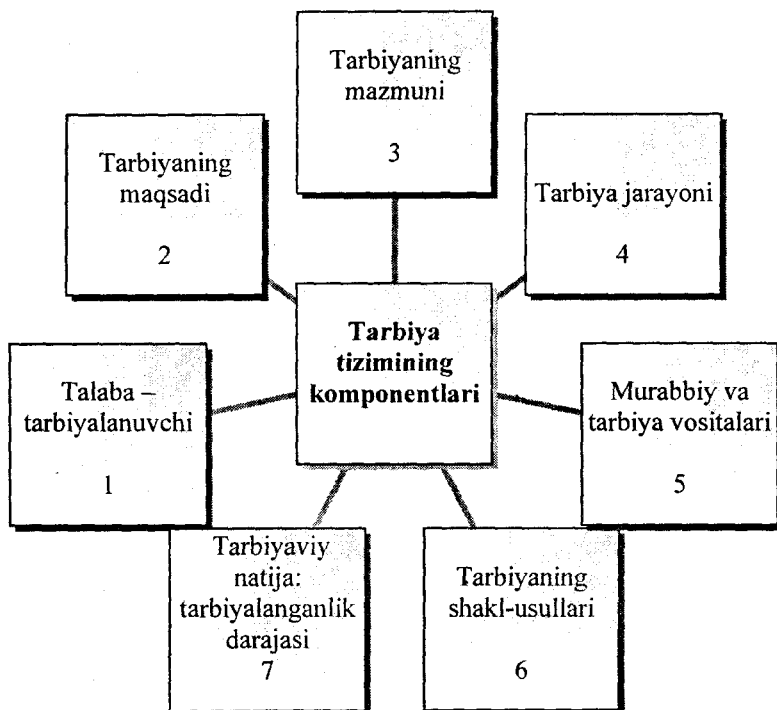 Tarbiyaning
mazmuni
3
Tarbiyaning
maqsadi
2
Tarbiya jarayoni
4
Tarbiya
tizimining
komponentlari
Talaba –
tarbiyalanuvchi
1
Murabbiy va
tarbiya vositalari
5
Tarbiyaviy
natija:
tarbiyalanganlik
darajasi
7
Tarbiyaning
shakl-usullari
6